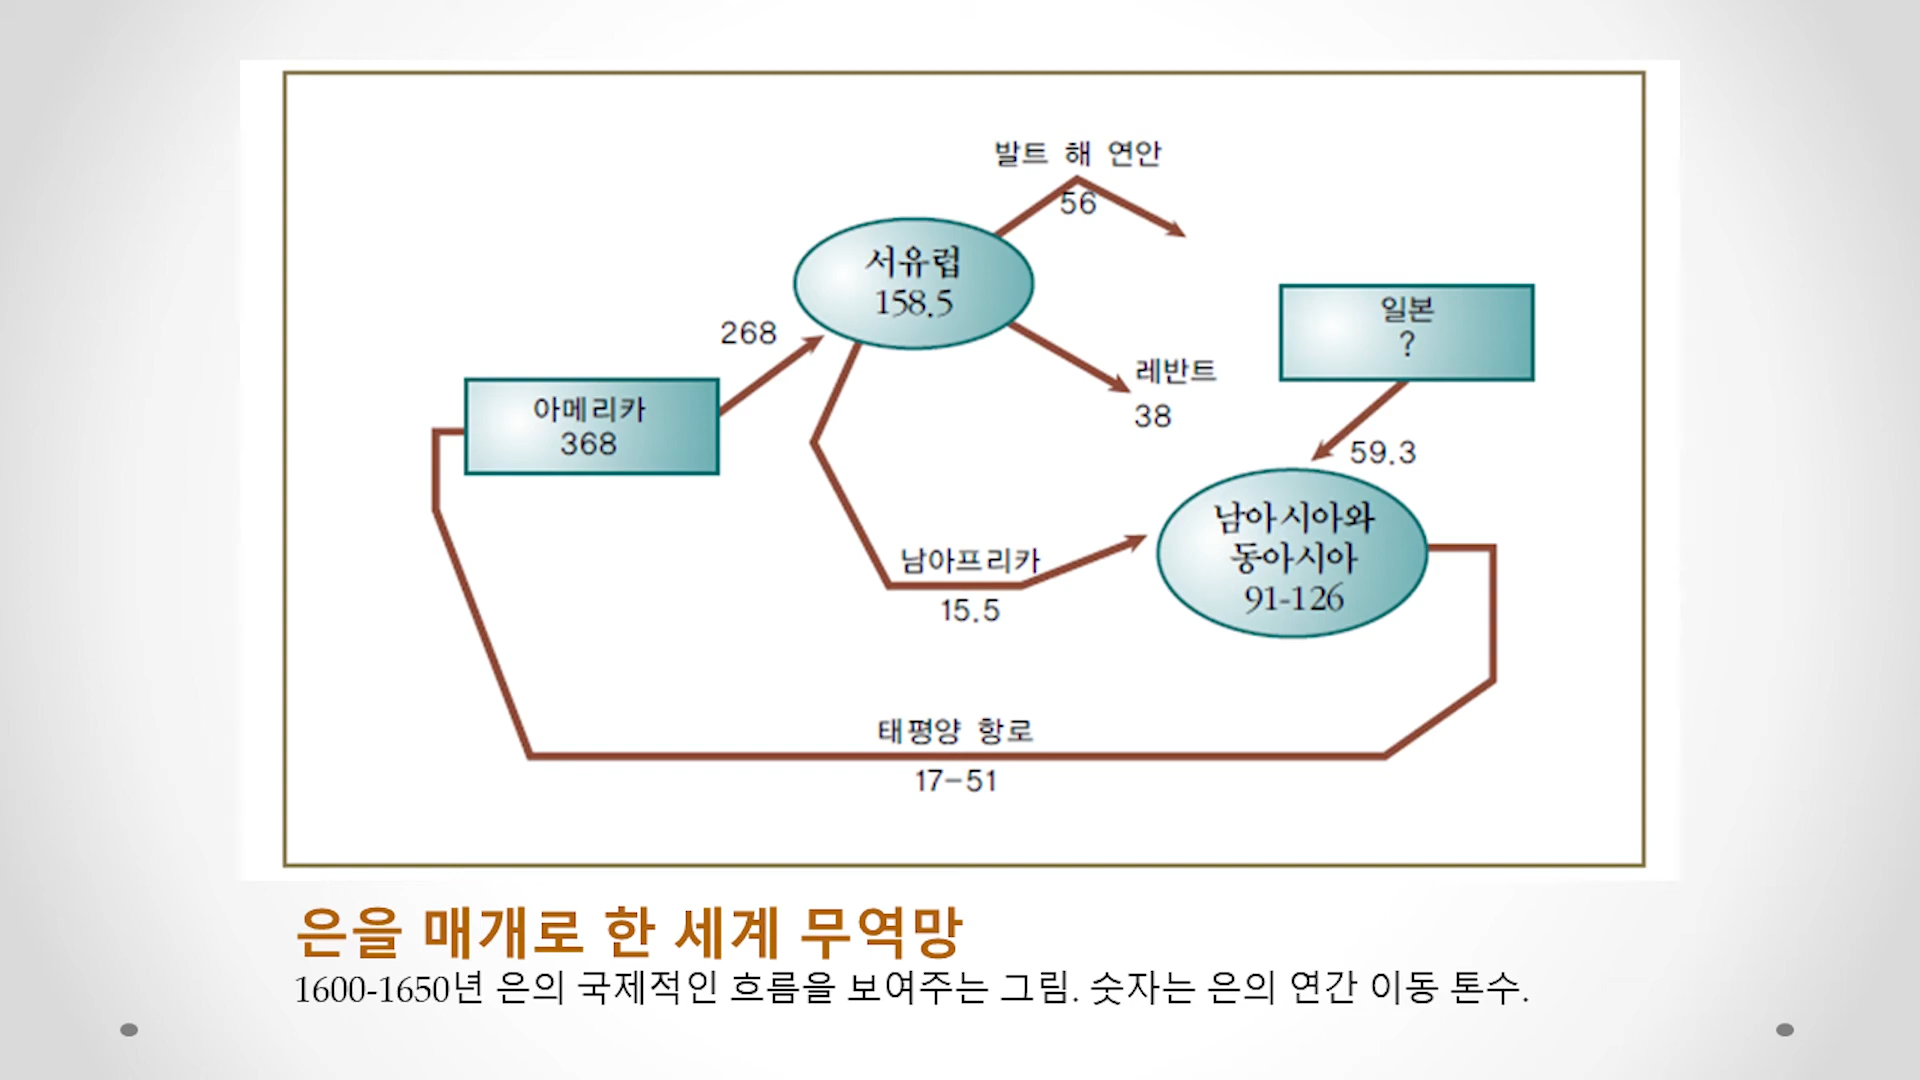 발트 해 연안
56
서유럽
158.5
268
일본
?
레반트
38
아메리카
368
59.3
남아시아와
동아시아
91-126
남아프리카
15.5
태평양 항로
17-51
은을 매개로 한 세계 무역망
1600-1650년 은의 국제적인 흐름을 보여주는 그림. 숫자는 은의 연간 이동 톤수.